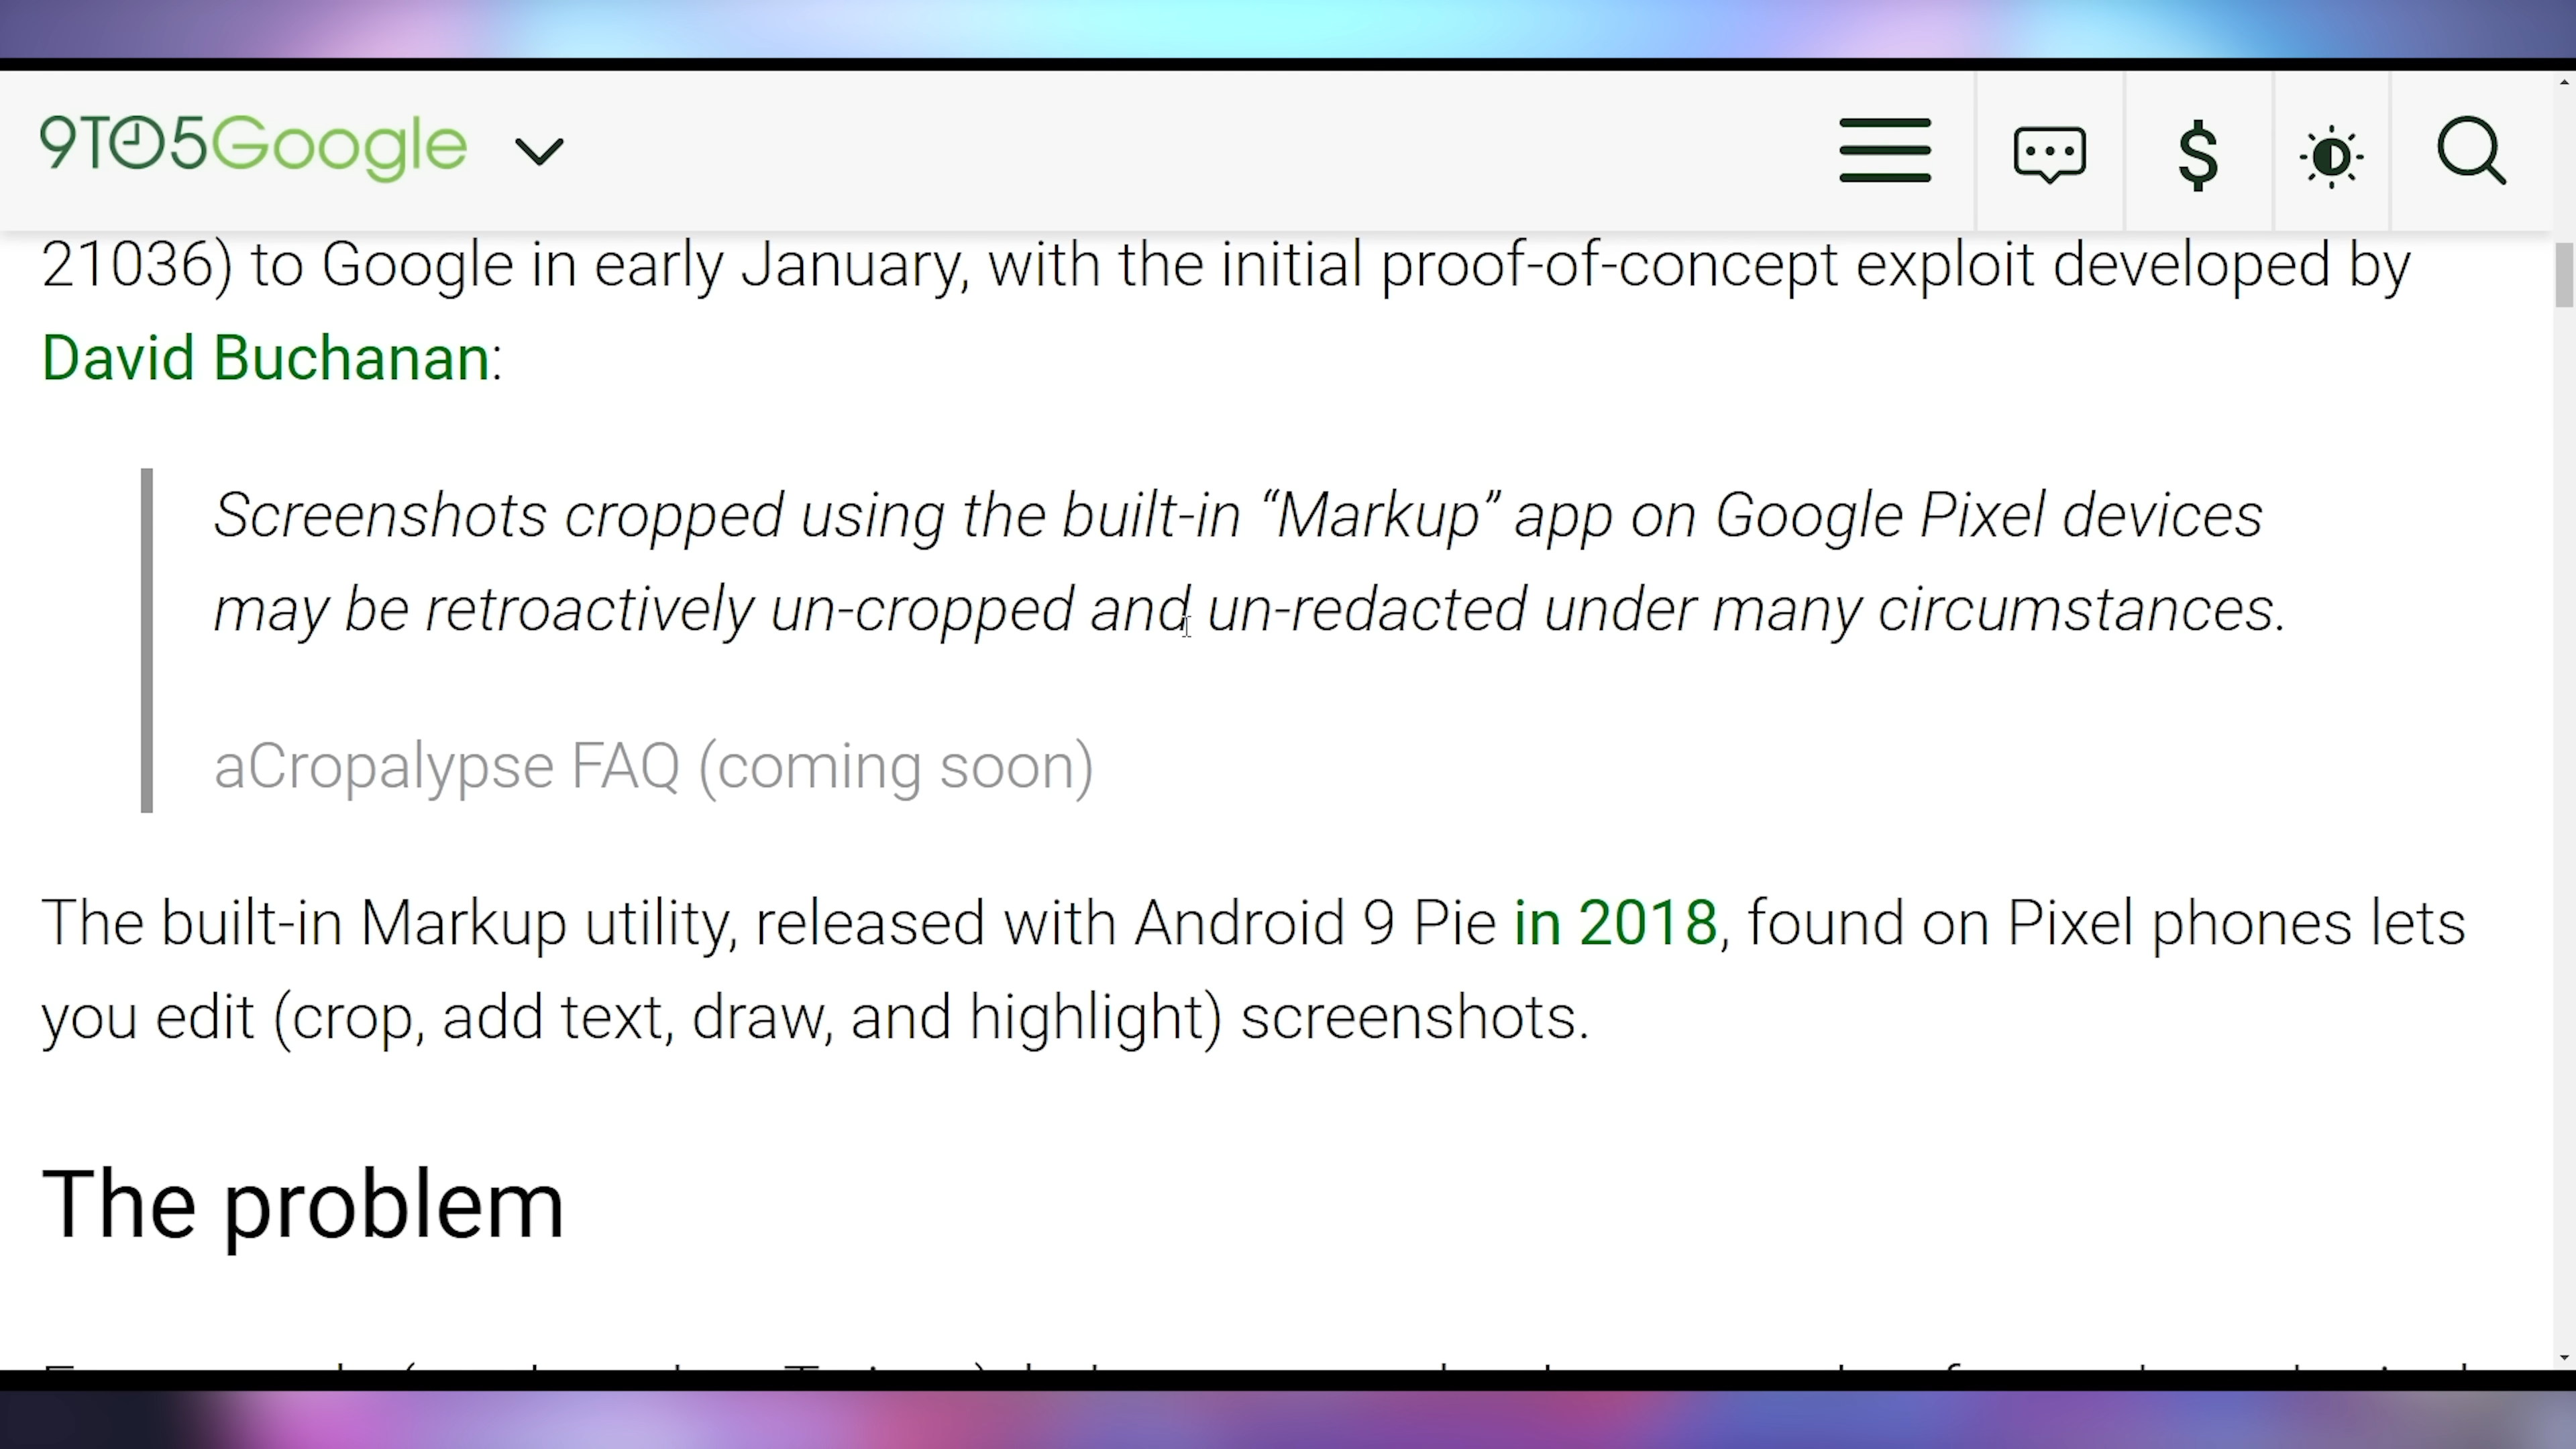 9TO5Google
21036) to Google in early January, with the initial proof-of-concept exploit developed by
David Buchanan:
Screenshots cropped using the built-in “Markup” app on Google Pixel devices
may be retroactively un-cropped and un-redacted under many circumstances.
aCropalypse FAQ (coming soon)
The built-in Markup utility, released with Android 9 Pie in 2018, found on Pixel phones lets
you edit (crop, add text, draw, and highlight) screenshots.
The problem